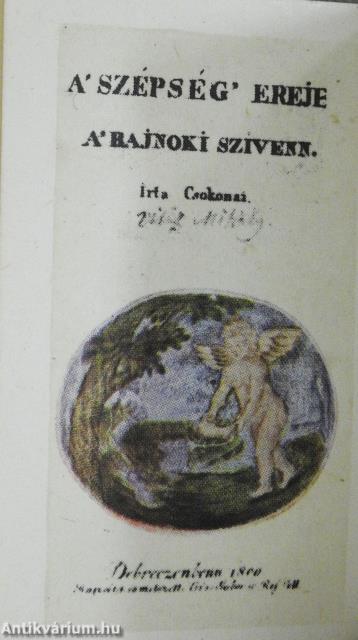 A' SZÉPSÉG' EREJE
A' BAJNOKI SZIVENN.
írta Csokonai.
Vitéz Mihály
Debreczenbenn 1800
Antikvárium.hu